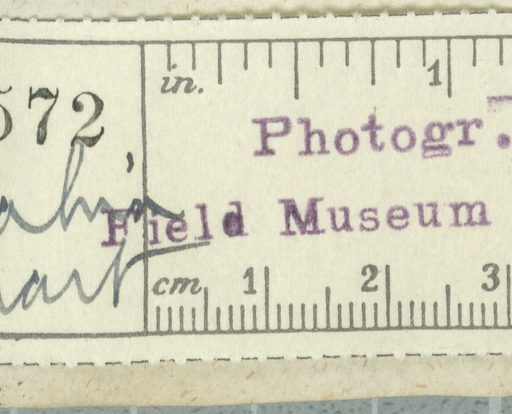 in. 1
572
Photogr.
Field Museum
cm 1 2 3